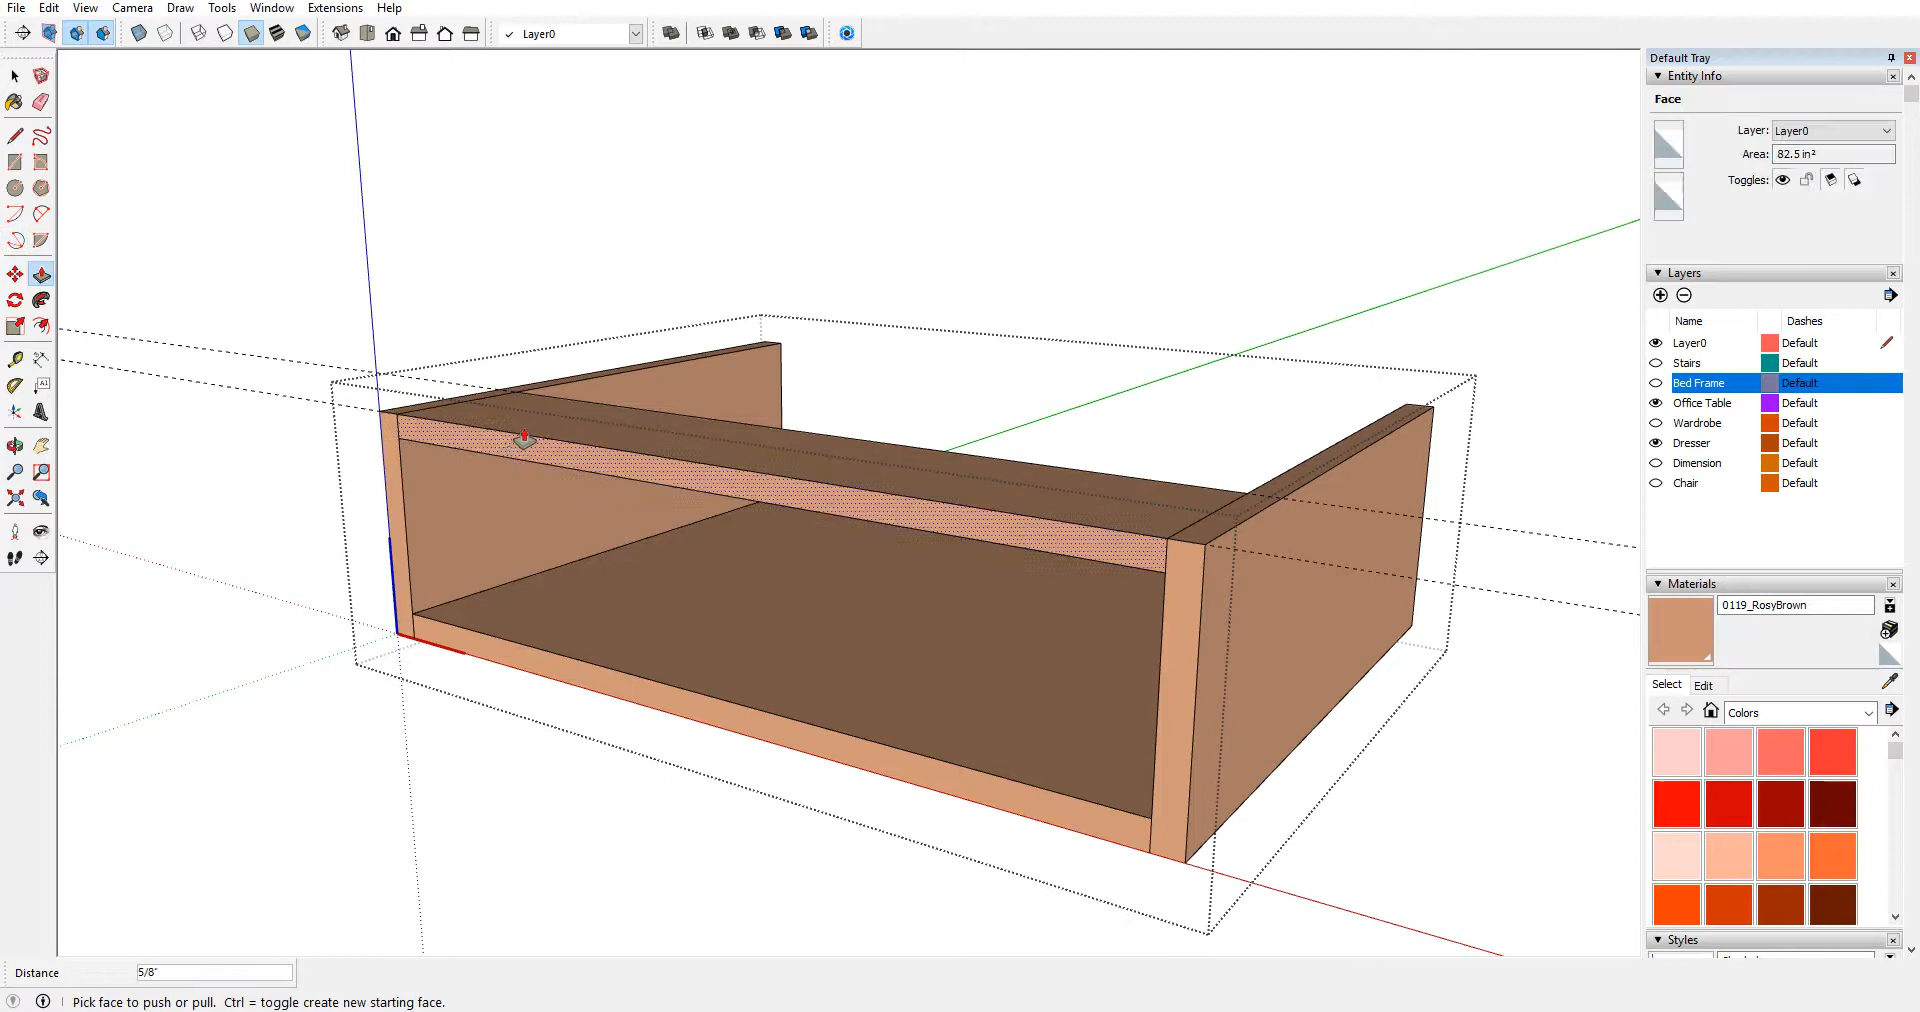 File Edit View Camera Draw Tools Window Extensions Help
✓ Layer0
Default Tray
Entity Info
Face
Layer: Layer0
Area: 82.5 in²
Toggles:
Layers
Name Dashes
Layer0 Default
Stairs Default
Bed Frame Default
Office Table Default
Wardrobe Default
Dresser Default
Dimension Default
Chair Default
Materials
0119_RosyBrown
Select Edit
Colors
Styles
Distance 5/8"
Pick face to push or pull. Ctrl = toggle create new starting face.